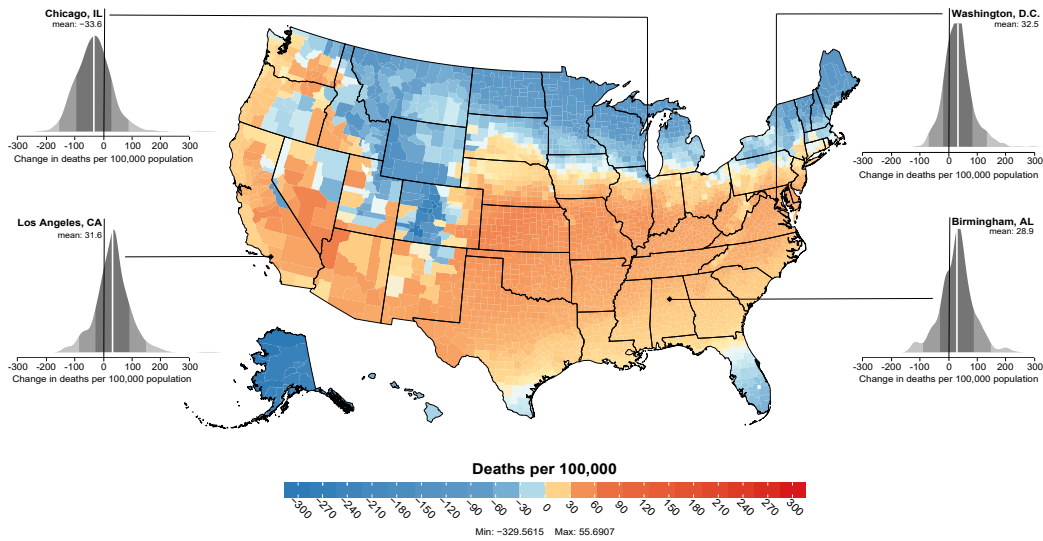 Chicago, IL
mean: −33.6
-300 -200 -100 0 100 200 300
Change in deaths per 100,000 population
Washington, D.C.
mean: 32.5
-300 -200 -100 0 100 200 300
Change in deaths per 100,000 population
Los Angeles, CA
mean: 31.6
-300 -200 -100 0 100 200 300
Change in deaths per 100,000 population
Birmingham, AL
mean: 28.9
-300 -200 -100 0 100 200 300
Change in deaths per 100,000 population
Deaths per 100,000
−300 −270 −240 −210 −180 −150 −120 −90 −60 −30 0 30 60 90 120 150 180 210 240 270 300
Min: −329.5615 Max: 55.6907